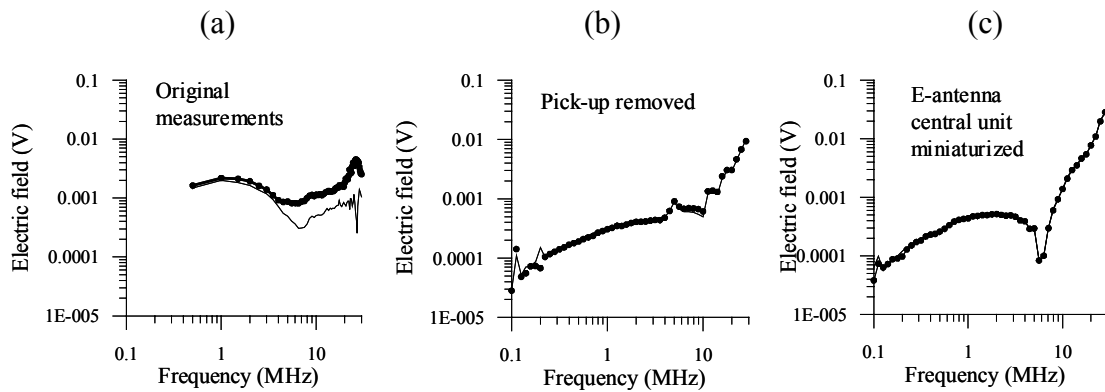 (a)
(b)
(c)
0.1
0.01
0.001
0.0001
1E-005
Electric field (V)
Original
measurements
0.1
1
10
Frequency (MHz)
0.1
0.01
0.001
0.0001
1E-005
Electric field (V)
Pick-up removed
0.1
1
10
Frequency (MHz)
0.1
0.01
0.001
0.0001
1E-005
Electric field (V)
E-antenna
central unit
miniaturized
0.1
1
10
Frequency (MHz)